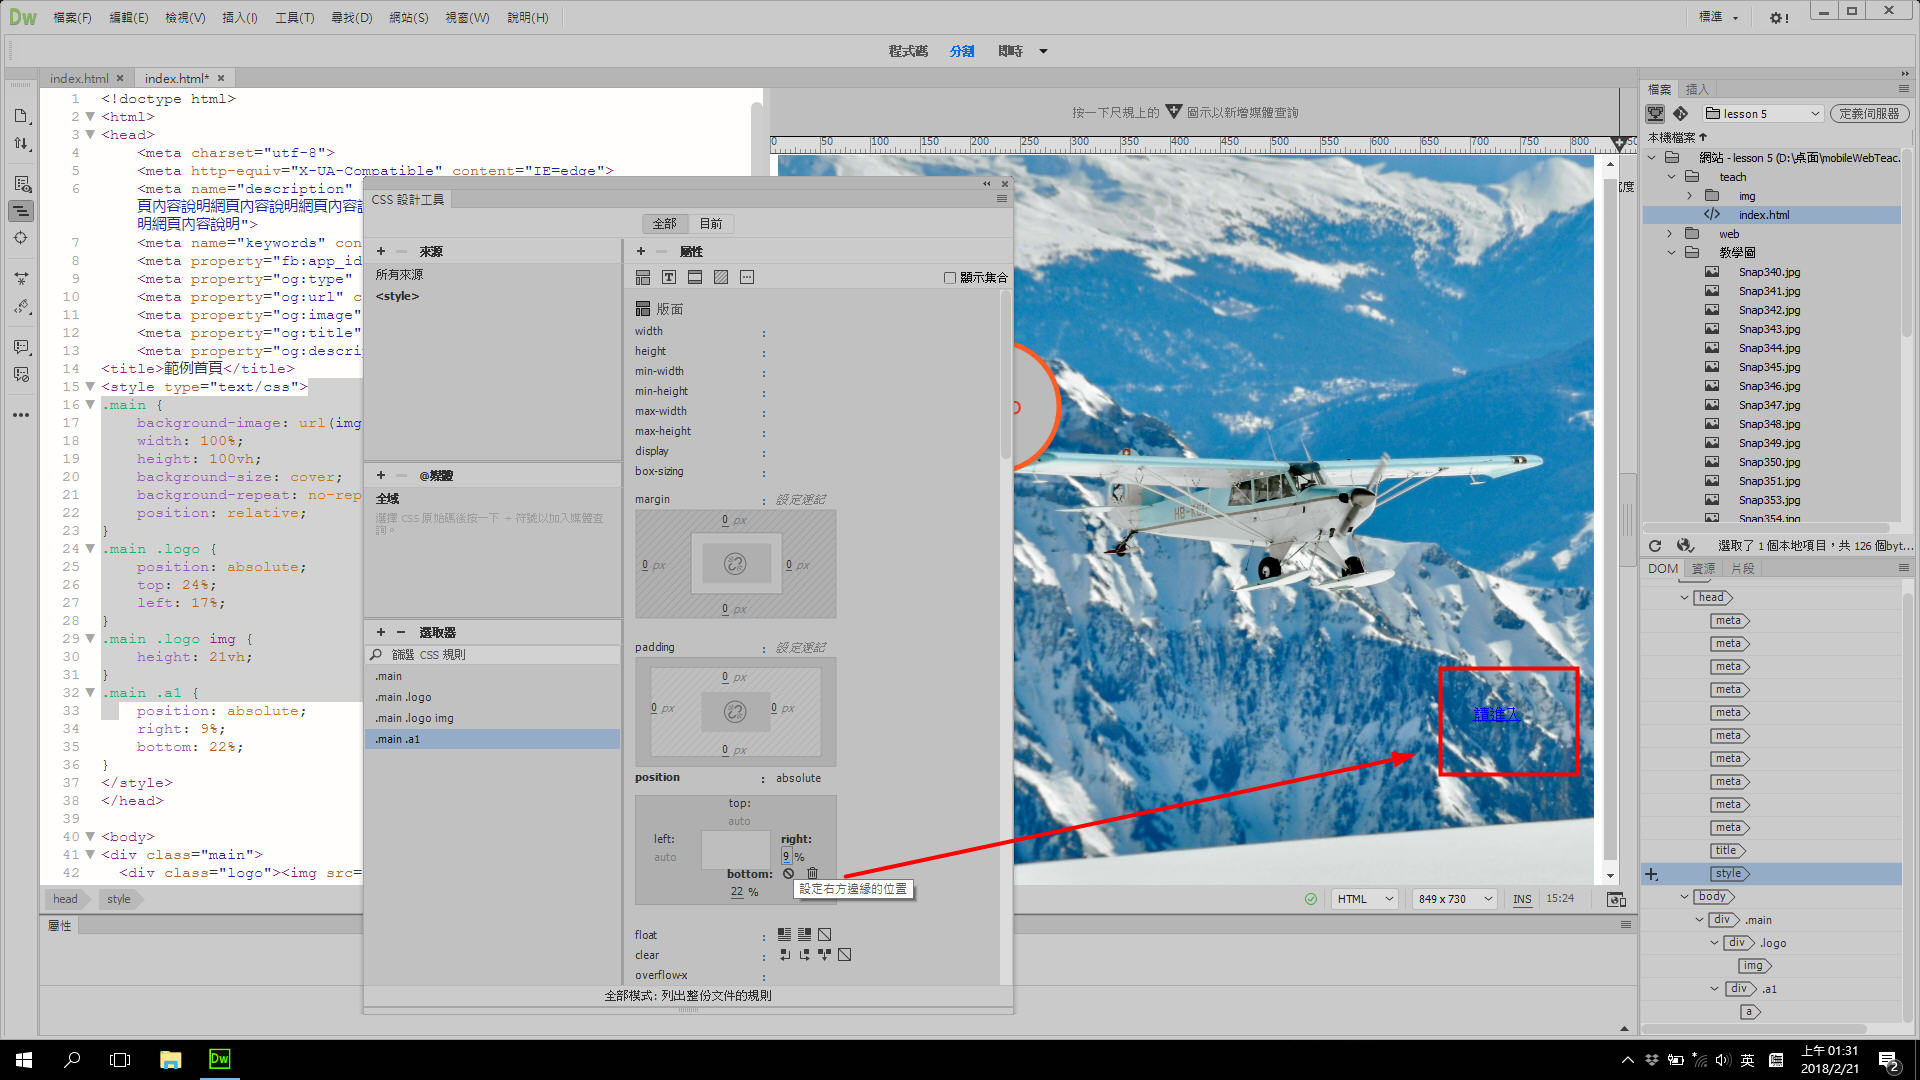 Dw 檔案(F) 編輯(E) 檢視(V) 插入(I) 工具(T) 尋找(D) 網站(S) 視窗(W) 說明(H) 標準
程式碼 分割 即時
index.html × index.html* ×
1 <!doctype html>
2 <html>
3 <head>
4 <meta charset="utf-8">
5 <meta http-equiv="X-UA-Compatible" content="IE=edge">
6 <meta name="description"
頁內容說明網頁內容說明網頁內容
明網頁內容說明">
7 <meta name="keywords" con
8 <meta property="fb:app_id
9 <meta property="og:type"
10 <meta property="og:url" c
11 <meta property="og:image"
12 <meta property="og:title"
13 <meta property="og:descri
14 <title>範例首頁</title>
15 <style type="text/css">
16 .main {
17 background-image: url(img
18 width: 100%;
19 height: 100vh;
20 background-size: cover;
21 background-repeat: no-rep
22 position: relative;
23 }
24 .main .logo {
25 position: absolute;
26 top: 24%;
27 left: 17%;
28 }
29 .main .logo img {
30 height: 21vh;
31 }
32 .main .a1 {
33 position: absolute;
34 right: 9%;
35 bottom: 22%;
36 }
37 </style>
38 </head>
39
40 <body>
41 <div class="main">
42 <div class="logo"><img src=
head style
屬性
CSS 設計工具
全部 目前
+ − 來源
所有來源
<style>
+ − @媒體
全域
選擇 CSS 原始碼後按一下 + 符號以加入媒體查
詢。
+ − 選取器
篩選 CSS 規則
.main
.main .logo
.main .logo img
.main .a1
+ − 屬性
顯示集合
版面
width :
height :
min-width :
min-height :
max-width :
max-height :
display :
box-sizing :
margin : 設定速記
0 px
0 px 0 px
0 px
padding : 設定速記
0 px
0 px 0 px
0 px
position : absolute
top:
auto
left: right:
auto 9 %
bottom:
22 %
設定右方邊緣的位置
float :
clear :
overflow-x :
全部模式: 列出整份文件的規則
按一下尺規上的 圖示以新增媒體查詢
0 50 100 150 200 250 300 350 400 450 500 550 600 650 700 750 800
HB-KC
請進入
HTML 849 x 730 INS 15:24
檔案 插入
lesson 5 定義伺服器
本機檔案
網站 - lesson 5 (D:\桌面\mobileWebTeac...
teach
img
index.html
web
教學圖
Snap340.jpg
Snap341.jpg
Snap342.jpg
Snap343.jpg
Snap344.jpg
Snap345.jpg
Snap346.jpg
Snap347.jpg
Snap348.jpg
Snap349.jpg
Snap350.jpg
Snap351.jpg
Snap353.jpg
Snap354.jpg
選取了 1 個本地項目，共 126 個byt...
DOM 資源 片段
head
meta
meta
meta
meta
meta
meta
meta
meta
meta
meta
title
style
body
div .main
div .logo
img
div .a1
a
Dw
英
上午 01:31
2018/2/21
2